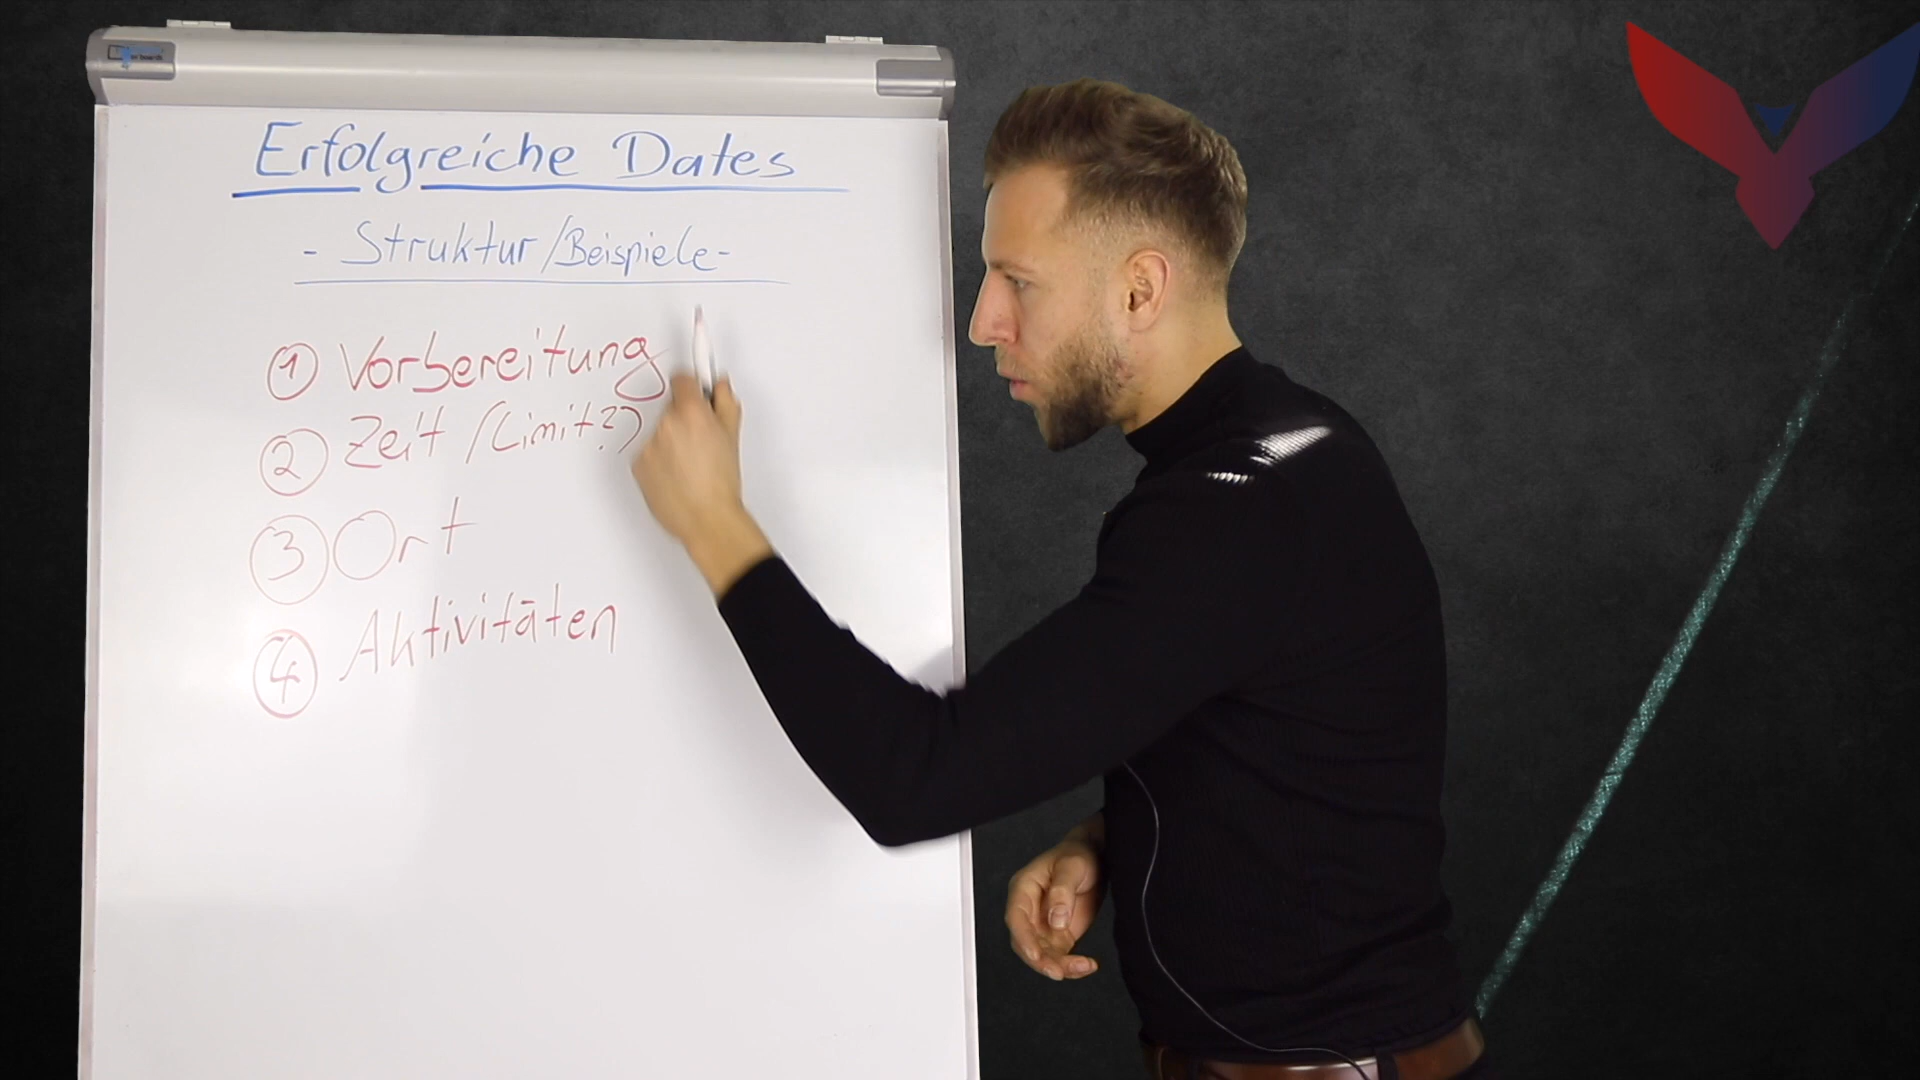 Erfolgreiche Dates
- Struktur/Beispiele-
① Vorbereitung
② Zeit /(Limit?)
③ Ort
④ Aktivitäten